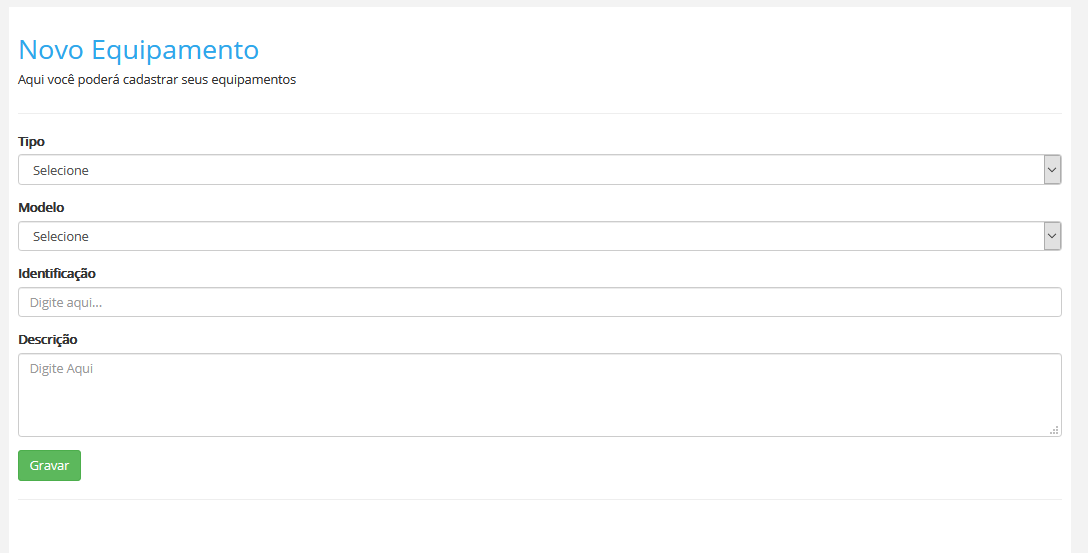 Novo Equipamento
Aqui você poderá cadastrar seus equipamentos
Tipo
Selecione
Modelo
Selecione
Identificação
Digite aqui...
Descrição
Digite Aqui
Gravar